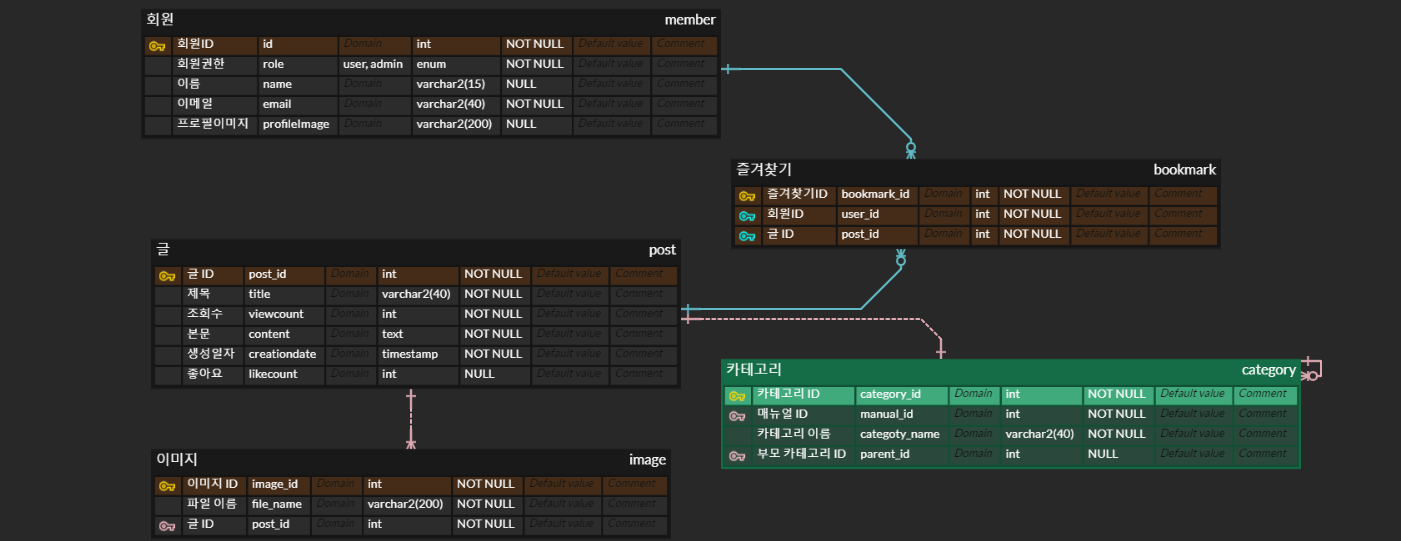 회원 member
회원ID id Domain int NOT NULL Default value Comment
회원권한 role user, admin enum NOT NULL Default value Comment
이름 name Domain varchar2(15) NULL Default value Comment
이메일 email Domain varchar2(40) NOT NULL Default value Comment
프로필이미지 profileImage Domain varchar2(200) NULL Default value Comment
즐겨찾기 bookmark
즐겨찾기ID bookmark_id Domain int NOT NULL Default value Comment
회원ID user_id Domain int NOT NULL Default value Comment
글 ID post_id Domain int NOT NULL Default value Comment
글 post
글 ID post_id Domain int NOT NULL Default value Comment
제목 title Domain varchar2(40) NOT NULL Default value Comment
조회수 viewcount Domain int NOT NULL Default value Comment
본문 content Domain text NOT NULL Default value Comment
생성일자 creationdate Domain timestamp NOT NULL Default value Comment
좋아요 likecount Domain int NULL Default value Comment
카테고리 category
카테고리 ID category_id Domain int NOT NULL Default value Comment
매뉴얼 ID manual_id Domain int NOT NULL Default value Comment
카테고리 이름 categoty_name Domain varchar2(40) NOT NULL Default value Comment
부모 카테고리 ID parent_id Domain int NULL Default value Comment
이미지 image
이미지 ID image_id Domain int NOT NULL Default value Comment
파일 이름 file_name Domain varchar2(200) NOT NULL Default value Comment
글 ID post_id Domain int NOT NULL Default value Comment